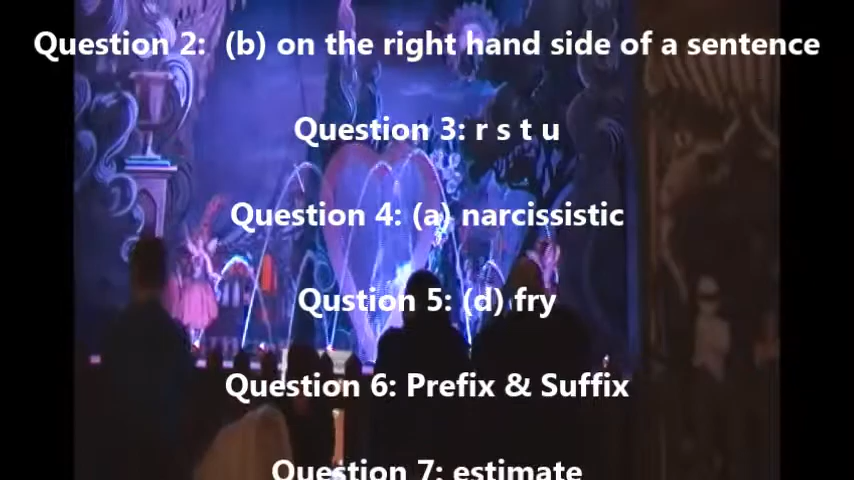 Question 2: (b) on the right hand side of a sentence
Question 3: r s t u
Question 4: (a) narcissistic
Qustion 5: (d) fry
Question 6: Prefix & Suffix
Question 7: estimate